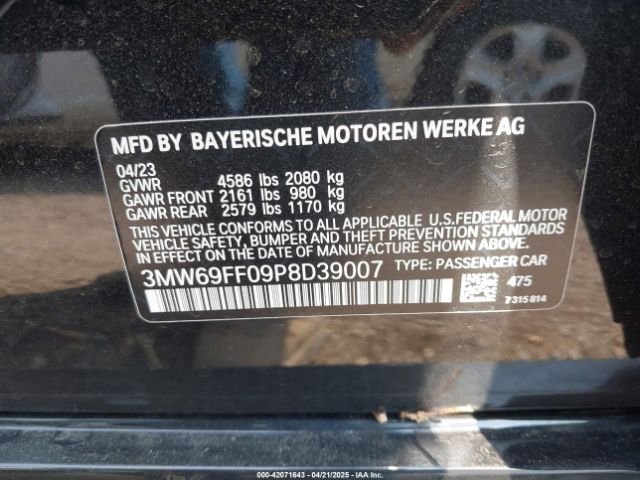 MFD BY BAYERISCHE MOTOREN WERKE AG
04/23
GVWR 4586 lbs 2080 kg
GAWR FRONT 2161 lbs 980 kg
GAWR REAR 2579 lbs 1170 kg
THIS VEHICLE CONFORMS TO ALL APPLICABLE U.S.FEDERAL MOTOR
VEHICLE SAFETY, BUMPER AND THEFT PREVENTION STANDARDS
IN EFFECT ON THE DATE OF MANUFACTURE SHOWN ABOVE.
3MW69FF09P8D39007 TYPE: PASSENGER CAR
475
7315814
000-42071643 - 04/21/2025 - IAA Inc.